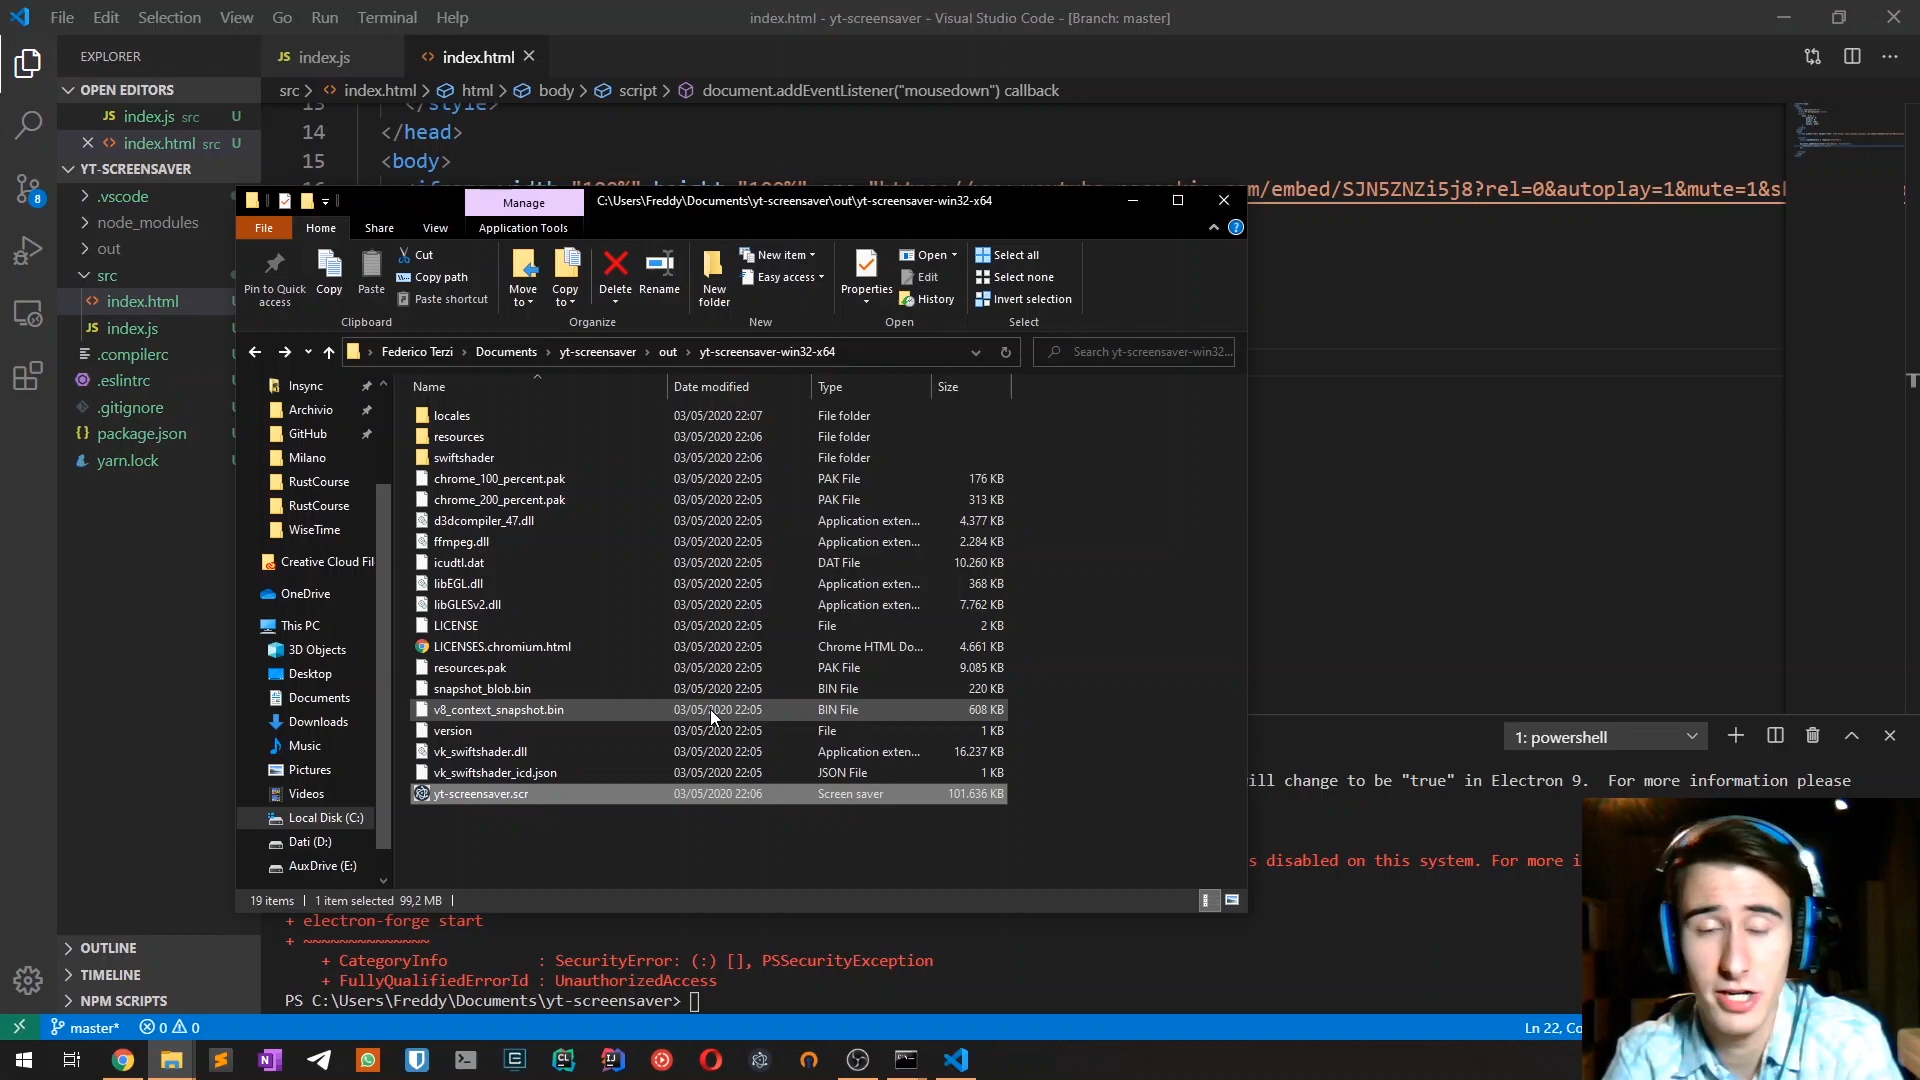 File Edit Selection View Go Run Terminal Help
index.html - yt-screensaver - Visual Studio Code - [Branch: master]
EXPLORER
JS index.js
<> index.html
OPEN EDITORS
JS index.js src U
<> index.html src U
YT-SCREENSAVER
.vscode
node_modules
out
src
<> index.html
JS index.js
.compilerc
.eslintrc
.gitignore
{} package.json
yarn.lock
OUTLINE
TIMELINE
NPM SCRIPTS
8
src > <> index.html > html > body > script > document.addEventListener("mousedown") callback
13 </style>
14 </head>
15 <body>
om/embed/SJN5ZNZi5j8?rel=0&autoplay=1&mute=1&s
Manage
C:\Users\Freddy\Documents\yt-screensaver\out\yt-screensaver-win32-x64
File Home Share View Application Tools
Pin to Quick access
Copy
Paste
Cut
Copy path
Paste shortcut
Clipboard
Move to
Copy to
Delete
Rename
Organize
New folder
New item
Easy access
New
Properties
Open
Edit
History
Open
Select all
Select none
Invert selection
Select
Federico Terzi > Documents > yt-screensaver > out > yt-screensaver-win32-x64
Search yt-screensaver-win32...
Insync
Archivio
GitHub
Milano
RustCourse
RustCourse
WiseTime
Creative Cloud Fil
OneDrive
This PC
3D Objects
Desktop
Documents
Downloads
Music
Pictures
Videos
Local Disk (C:)
Dati (D:)
AuxDrive (E:)
Name Date modified Type Size
locales 03/05/2020 22:07 File folder
resources 03/05/2020 22:06 File folder
swiftshader 03/05/2020 22:06 File folder
chrome_100_percent.pak 03/05/2020 22:05 PAK File 176 KB
chrome_200_percent.pak 03/05/2020 22:05 PAK File 313 KB
d3dcompiler_47.dll 03/05/2020 22:05 Application exten... 4.377 KB
ffmpeg.dll 03/05/2020 22:05 Application exten... 2.284 KB
icudtl.dat 03/05/2020 22:05 DAT File 10.260 KB
libEGL.dll 03/05/2020 22:05 Application exten... 368 KB
libGLESv2.dll 03/05/2020 22:05 Application exten... 7.762 KB
LICENSE 03/05/2020 22:05 File 2 KB
LICENSES.chromium.html 03/05/2020 22:05 Chrome HTML Do... 4.661 KB
resources.pak 03/05/2020 22:05 PAK File 9.085 KB
snapshot_blob.bin 03/05/2020 22:05 BIN File 220 KB
v8_context_snapshot.bin 03/05/2020 22:05 BIN File 608 KB
version 03/05/2020 22:05 File 1 KB
vk_swiftshader.dll 03/05/2020 22:05 Application exten... 16.237 KB
vk_swiftshader_icd.json 03/05/2020 22:05 JSON File 1 KB
yt-screensaver.scr 03/05/2020 22:06 Screen saver 101.636 KB
19 items 1 item selected 99,2 MB
1: powershell
ill change to be "true" in Electron 9. For more information please
s disabled on this system. For more i
+ electron-forge start
+ ~~~~~~~~~~~~~~
+ CategoryInfo : SecurityError: (:) [], PSSecurityException
+ FullyQualifiedErrorId : UnauthorizedAccess
PS C:\Users\Freddy\Documents\yt-screensaver>
master* 0 0
Ln 22, Co